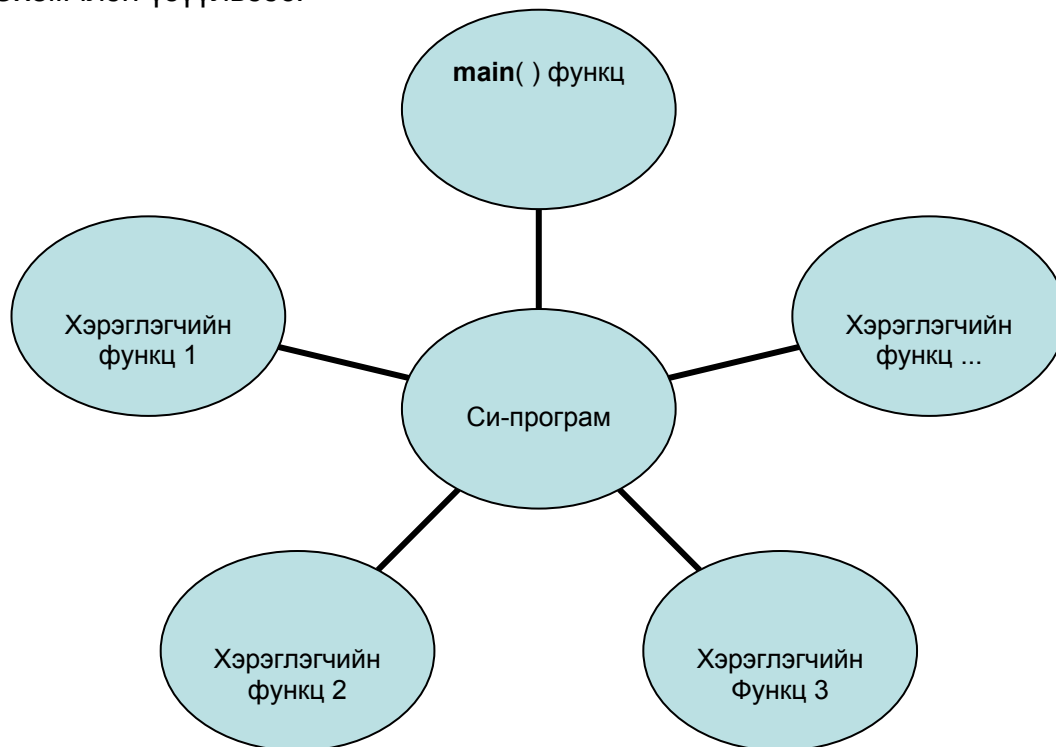 main( ) функц
Хэрэглэгчийн
функц 1
Хэрэглэгчийн
функц ...
Си-програм
Хэрэглэгчийн
функц 2
Хэрэглэгчийн
Функц 3